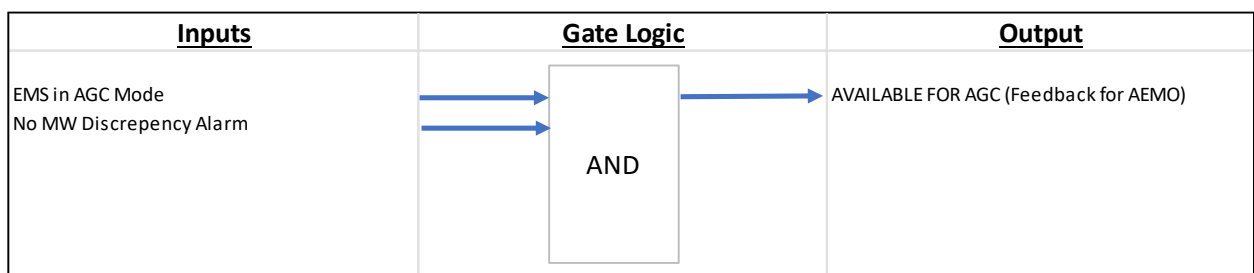 Inputs
Gate Logic
Output
EMS in AGC Mode
No MW Discrepency Alarm
AND
AVAILABLE FOR AGC (Feedback for AEMO)